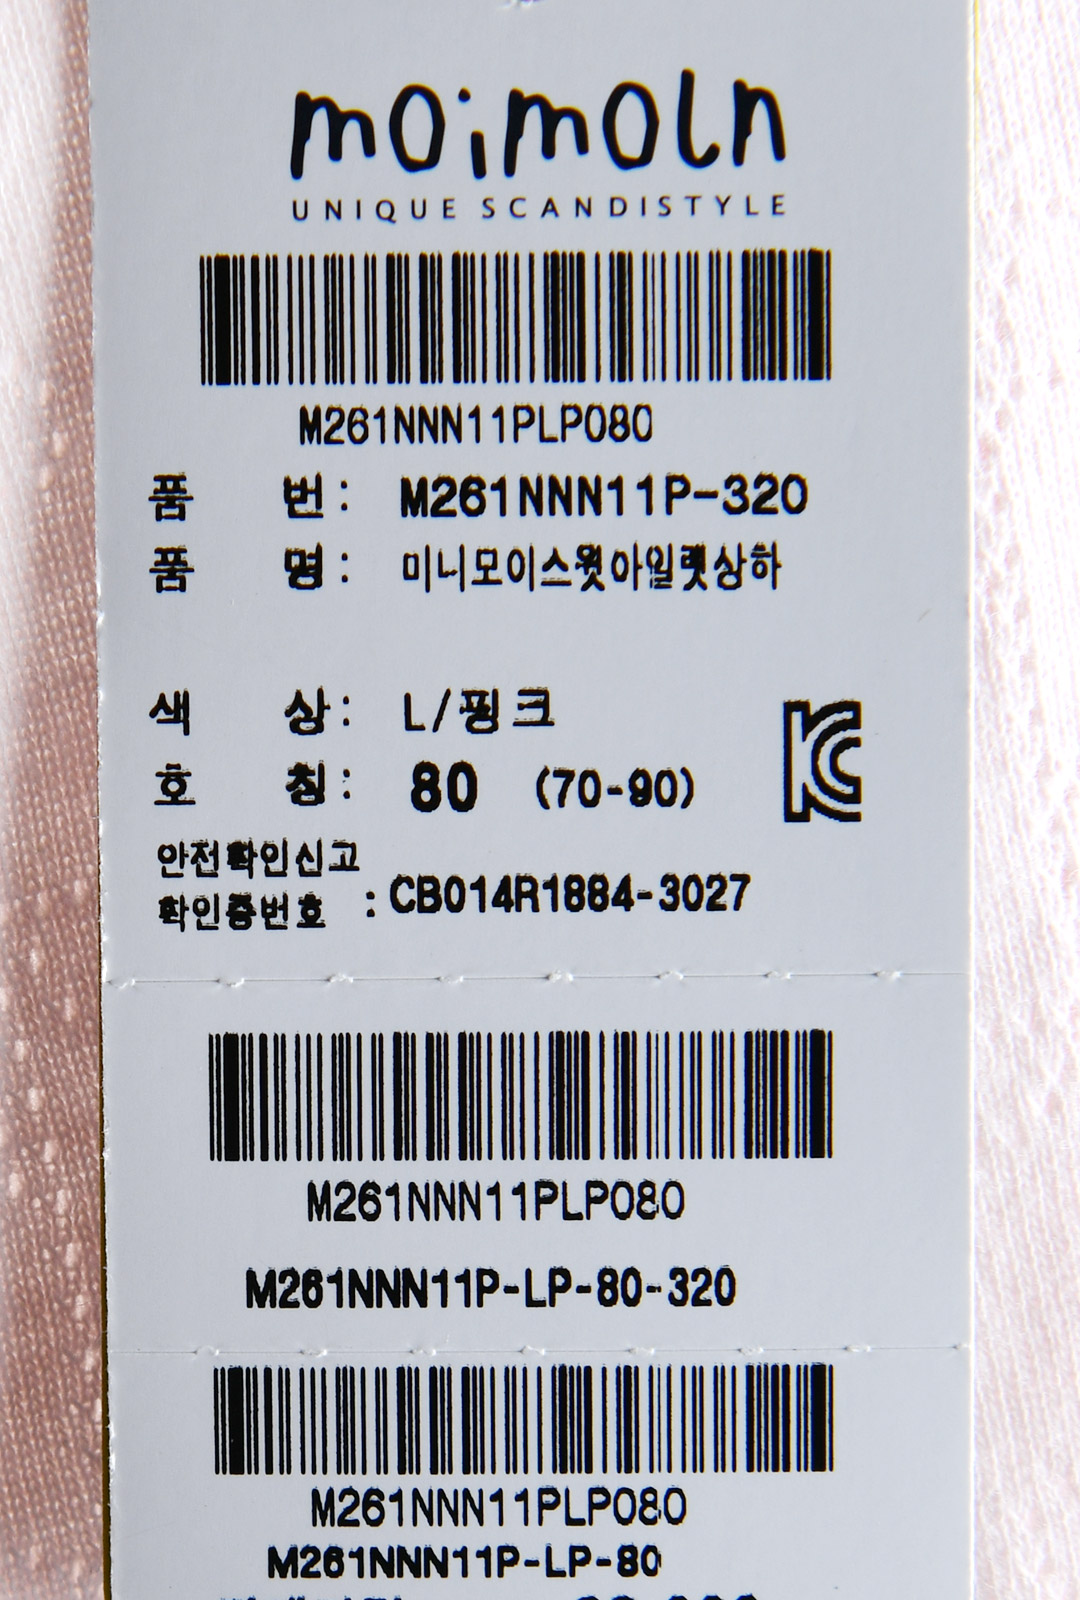 moimoln
UNIQUE SCANDISTYLE
M261NNN11PLP080
품 번: M261NNN11P-320
품 명: 미니모이스윗아일렛상하
색 상: L/핑크
호 칭: 80 (70-90)
안전확인신고
확인증번호 : CB014R1884-3027
M261NNN11PLP080
M261NNN11P-LP-80-320
M261NNN11PLP080
M261NNN11P-LP-80